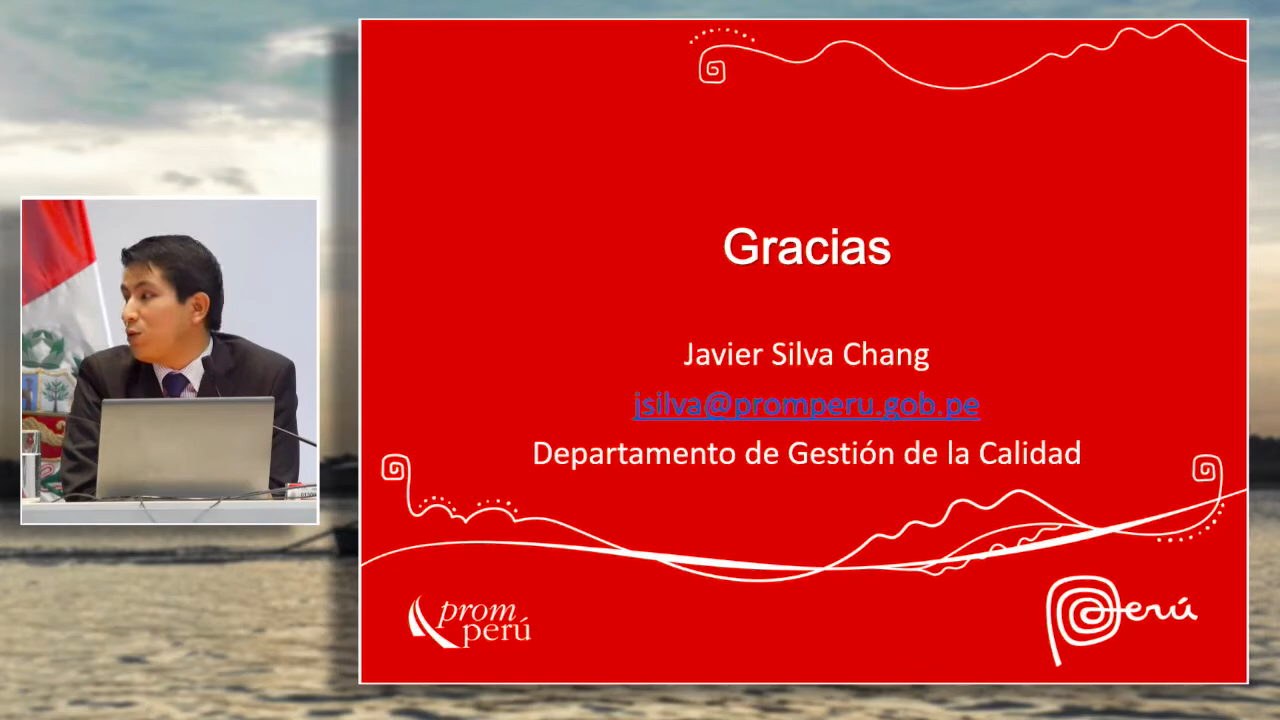 Gracias
Javier Silva Chang
jsilva@promperu.gob.pe
Departamento de Gestión de la Calidad
prom
perú
Perú